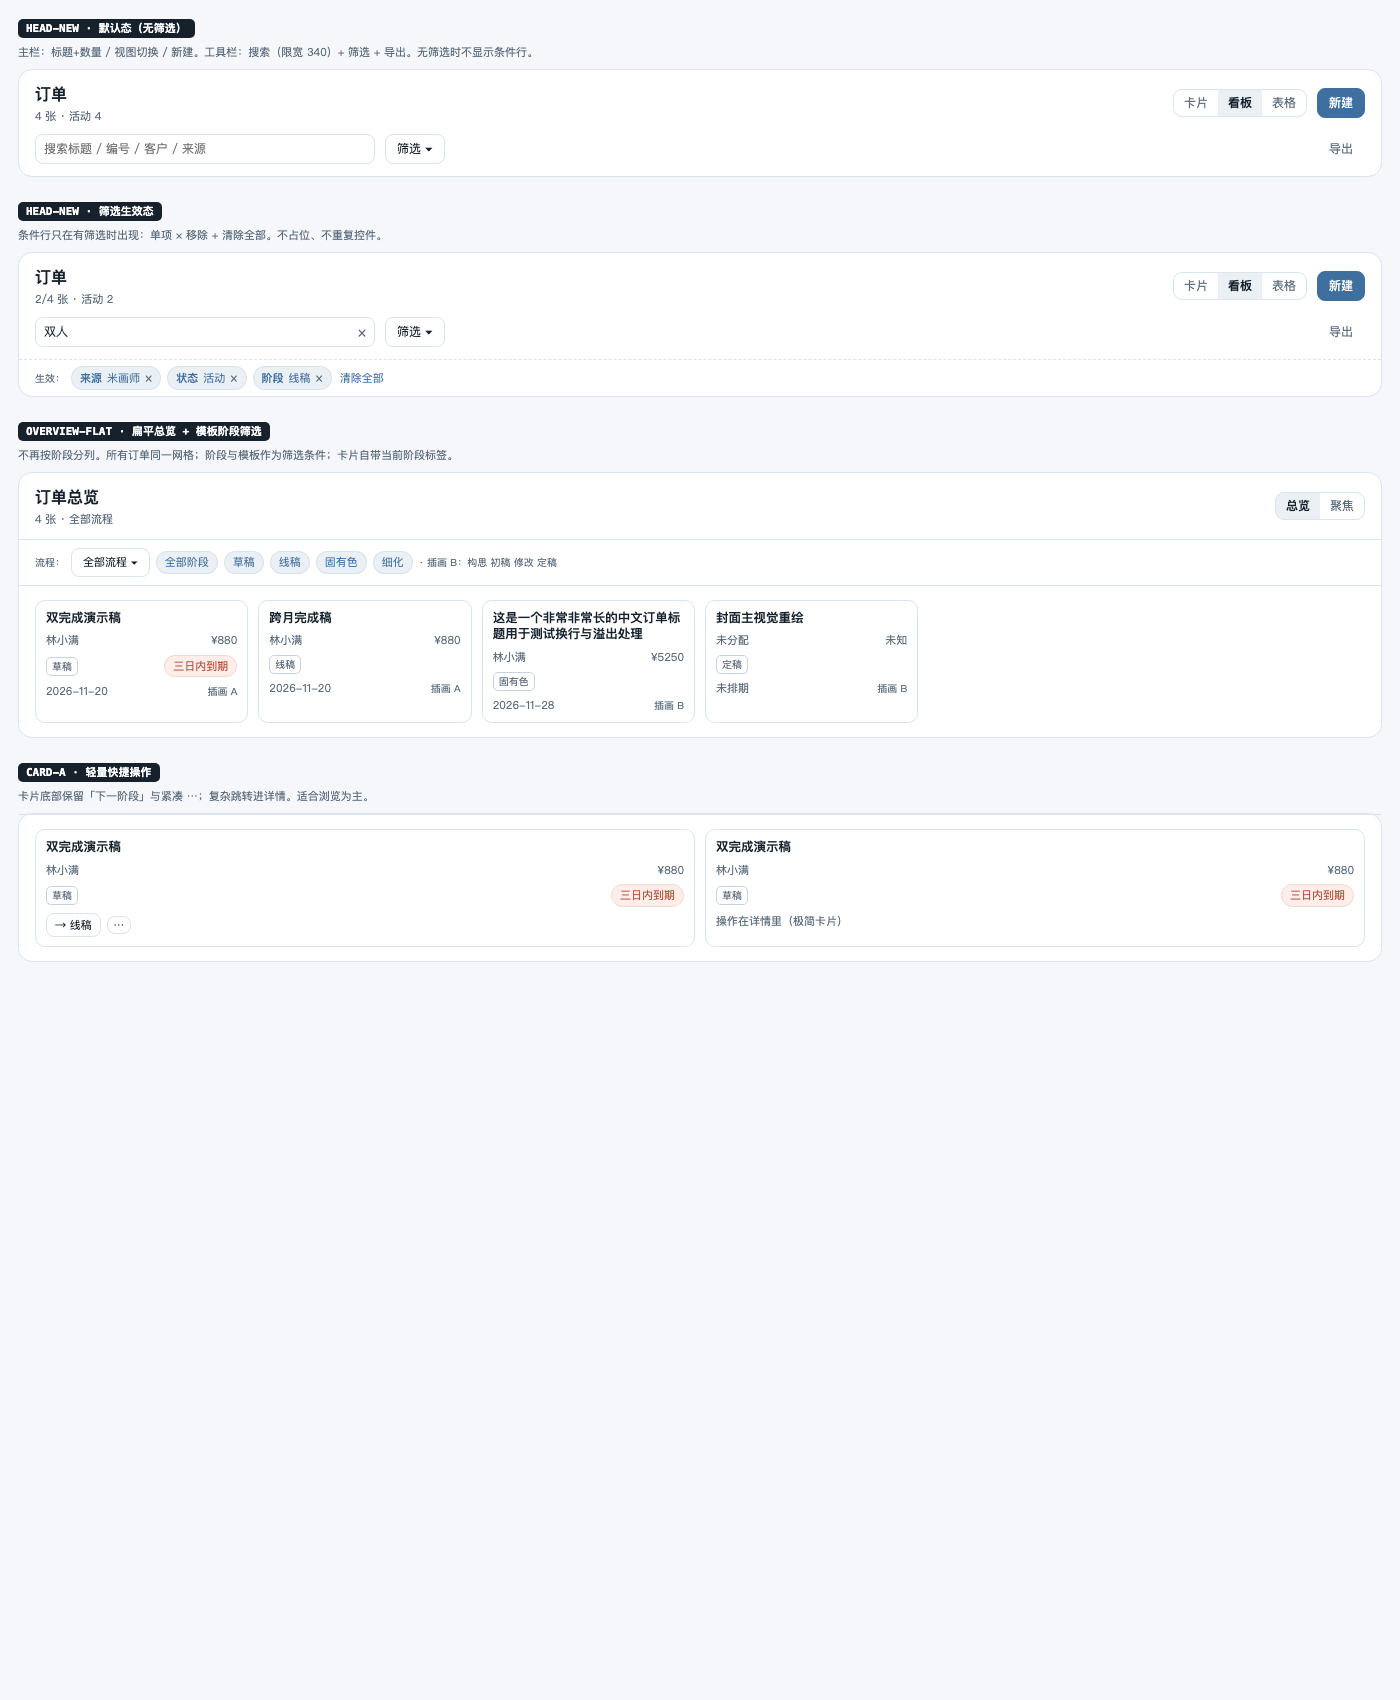 HEAD-NEW · 默认态（无筛选）
主栏：标题+数量 / 视图切换 / 新建。工具栏：搜索（限宽 340）+ 筛选 + 导出。无筛选时不显示条件行。
订单
4 张 · 活动 4
卡片 看板 表格 新建
搜索标题 / 编号 / 客户 / 来源 筛选 导出
HEAD-NEW · 筛选生效态
条件行只在有筛选时出现：单项 × 移除 + 清除全部。不占位、不重复控件。
订单
2/4 张 · 活动 2
卡片 看板 表格 新建
双人 × 筛选 导出
生效： 来源 米画师 × 状态 活动 × 阶段 线稿 × 清除全部
OVERVIEW-FLAT · 扁平总览 + 模板阶段筛选
不再按阶段分列。所有订单同一网格；阶段与模板作为筛选条件；卡片自带当前阶段标签。
订单总览
4 张 · 全部流程
总览 聚焦
流程： 全部流程 全部阶段 草稿 线稿 固有色 细化 · 插画 B：构思 初稿 修改 定稿
双完成演示稿
林小满 ¥880
草稿 三日内到期
2026-11-20 插画 A
跨月完成稿
林小满 ¥880
线稿
2026-11-20 插画 A
这是一个非常非常长的中文订单标
题用于测试换行与溢出处理
林小满 ¥5250
固有色
2026-11-28 插画 B
封面主视觉重绘
未分配 未知
定稿
未排期 插画 B
CARD-A · 轻量快捷操作
卡片底部保留「下一阶段」与紧凑 ⋯；复杂跳转进详情。适合浏览为主。
双完成演示稿
林小满 ¥880
草稿 三日内到期
→ 线稿 ⋯
双完成演示稿
林小满 ¥880
草稿 三日内到期
操作在详情里（极简卡片）